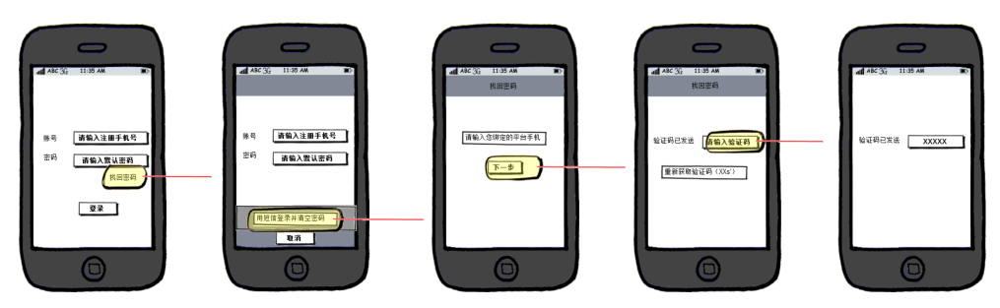 ABC 3G 11:35 AM
账号 请输入注册手机号
密码 请输入默认密码
找回密码
登录
ABC 3G 11:35 AM
账号 请输入注册手机号
密码 请输入默认密码
用短信登录并清空密码
取消
ABC 3G 11:35 AM
找回密码
请输入您绑定的平台手机
下一步
ABC 3G 11:35 AM
找回密码
验证码已发送 请输入验证码
重新获取验证码（XXs'）
ABC 3G 11:35 AM
验证码已发送 XXXXX